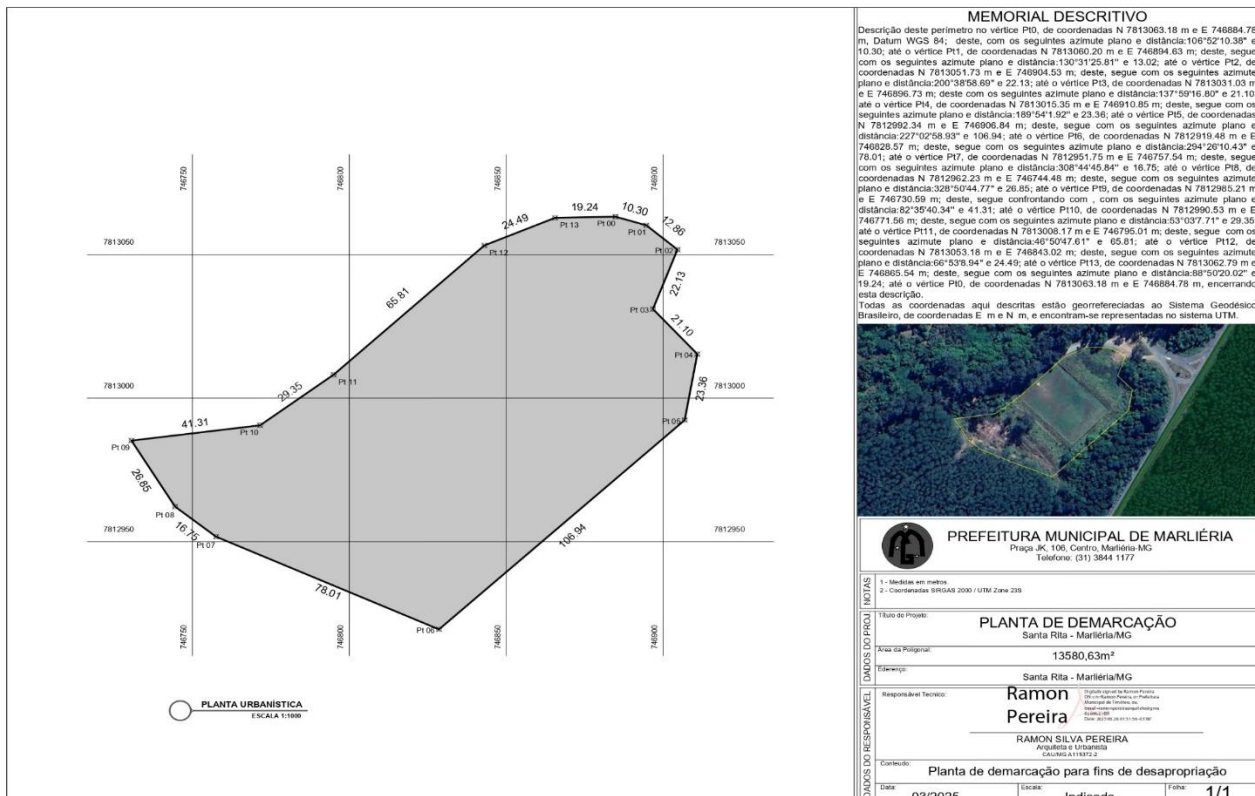 746750
746800
746850
746900
24.49
19.24
10.30
12.86
Pt 13
Pt 00
Pt 01
Pt 02
Pt 12
7813050
7813050
65.81
22.13
Pt 03
21.10
Pt 04
23.36
Pt 05
Pt 11
7813000
7813000
29.35
41.31
Pt 10
Pt 09
26.85
Pt 08
16.75
Pt 07
7812950
7812950
106.94
78.01
Pt 06
746750
746800
746850
746900
PLANTA URBANÍSTICA
ESCALA 1:1000
MEMORIAL DESCRITIVO
Descrição deste perímetro no vértice Pt0, de coordenadas N 7813063.18 m e E 746884.78
m, Datum WGS 84; deste, com os seguintes azimute plano e distância:106°52'10.38" e
10.30; até o vértice Pt1, de coordenadas N 7813060.20 m e E 746894.63 m; deste, segue
com os seguintes azimute plano e distância:130°31'25.81" e 13.02; até o vértice Pt2, de
coordenadas N 7813051.73 m e E 746904.53 m; deste, segue com os seguintes azimute
plano e distância:200°38'58.69" e 22.13; até o vértice Pt3, de coordenadas N 7813031.03 m
e E 746896.73 m; deste com os seguintes azimute plano e distância:137°59'16.80" e 21.10
até o vértice Pt4, de coordenadas N 7813015.35 m e E 746910.85 m; deste, segue com os
seguintes azimute plano e distância:189°54'1.92" e 23.36; até o vértice Pt5, de coordenadas
N 7812992.34 m e E 746906.84 m; deste, segue com os seguintes azimute plano e
distância:227°02'58.93" e 106.94; até o vértice Pt6, de coordenadas N 7812919.48 m e E
746828.57 m; deste, segue com os seguintes azimute plano e distância:294°26'10.43" e
78.01; até o vértice Pt7, de coordenadas N 7812951.75 m e E 746757.54 m; deste, segue
com os seguintes azimute plano e distância:308°44'45.84" e 16.75; até o vértice Pt8, de
coordenadas N 7812962.23 m e E 746744.48 m; deste, segue com os seguintes azimute
plano e distância:328°50'44.77" e 26.85; até o vértice Pt9, de coordenadas N 7812985.21 m
e E 746730.59 m; deste, segue confrontando com , com os seguintes azimute plano e
distância:82°35'40.34" e 41.31; até o vértice Pt10, de coordenadas N 7812990.53 m e E
746771.56 m; deste, segue com os seguintes azimute plano e distância:53°03'7.71" e 29.35
até o vértice Pt11, de coordenadas N 7813008.17 m e E 746795.01 m; deste, segue com os
seguintes azimute plano e distância:46°50'47.61" e 65.81; até o vértice Pt12, de
coordenadas N 7813053.18 m e E 746843.02 m; deste, segue com os seguintes azimute
plano e distância:66°53'8.94" e 24.49; até o vértice Pt13, de coordenadas N 7813062.79 m e
E 746865.54 m; deste, segue com os seguintes azimute plano e distância:88°50'20.02" e
19.24; até o vértice Pt0, de coordenadas N 7813063.18 m e E 746884.78 m, encerrando
esta descrição.
Todas as coordenadas aqui descritas estão georrefereciadas ao Sistema Geodésico
Brasileiro, de coordenadas E m e N m, e encontram-se representadas no sistema UTM.
PREFEITURA MUNICIPAL DE MARLIÉRIA
Praça JK, 106, Centro, Marliéria-MG
Telefone: (31) 3844 1177
NOTAS
1 - Medidas em metros.
2 - Coordenadas SIRGAS 2000 / UTM Zone 23S
DADOS DO PROJ
Título do Projeto:
PLANTA DE DEMARCAÇÃO
Santa Rita - Marliéria/MG
Área da Poligonal:
13580,63m²
Ederenço:
Santa Rita - Marliéria/MG
DADOS DO RESPONSÁVEL
Responsável Tecnico:
Ramon
Pereira
RAMON SILVA PEREIRA
Arquiteta e Urbanista
CAU/MG A115372-2
Conteúdo:
Planta de demarcação para fins de desapropriação
Data:
03/2025
Escala:
Indicada
Folha:
1/1